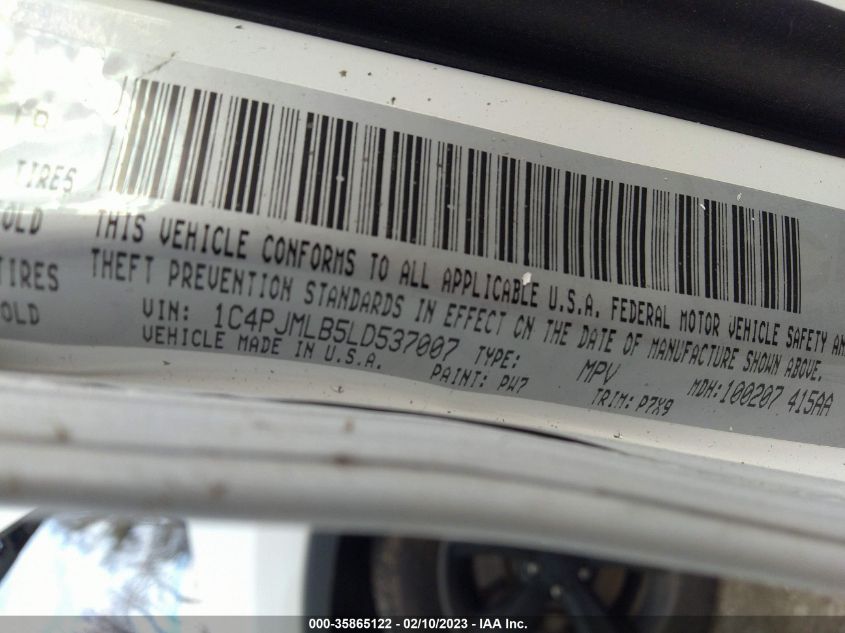 TIRES
OLD
TIRES
OLD
THIS VEHICLE CONFORMS TO ALL APPLICABLE U.S.A. FEDERAL MOTOR VEHICLE SAFETY AN
THEFT PREVENTION STANDARDS IN EFFECT ON THE DATE OF MANUFACTURE SHOWN ABOVE.
VIN: 1C4PJMLB5LD537007 TYPE: MPV MDH: 100207 415AA
VEHICLE MADE IN U.S.A. PAINT: PW7 TRIM: P7X9
000-35865122 - 02/10/2023 - IAA Inc.